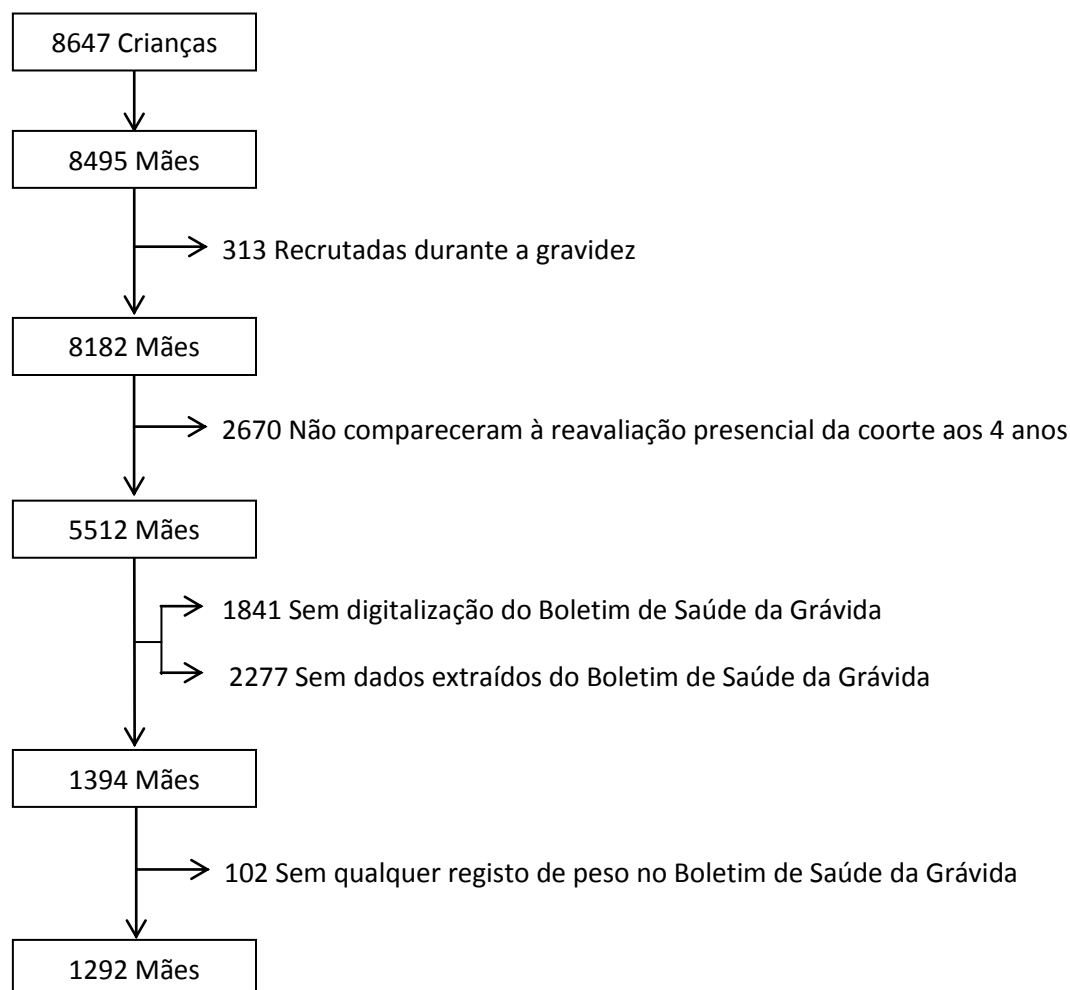 8647 Crianças
8495 Mães
313 Recrutadas durante a gravidez
8182 Mães
2670 Não compareceram à reavaliação presencial da coorte aos 4 anos
5512 Mães
1841 Sem digitalização do Boletim de Saúde da Grávida
2277 Sem dados extraídos do Boletim de Saúde da Grávida
1394 Mães
102 Sem qualquer registo de peso no Boletim de Saúde da Grávida
1292 Mães